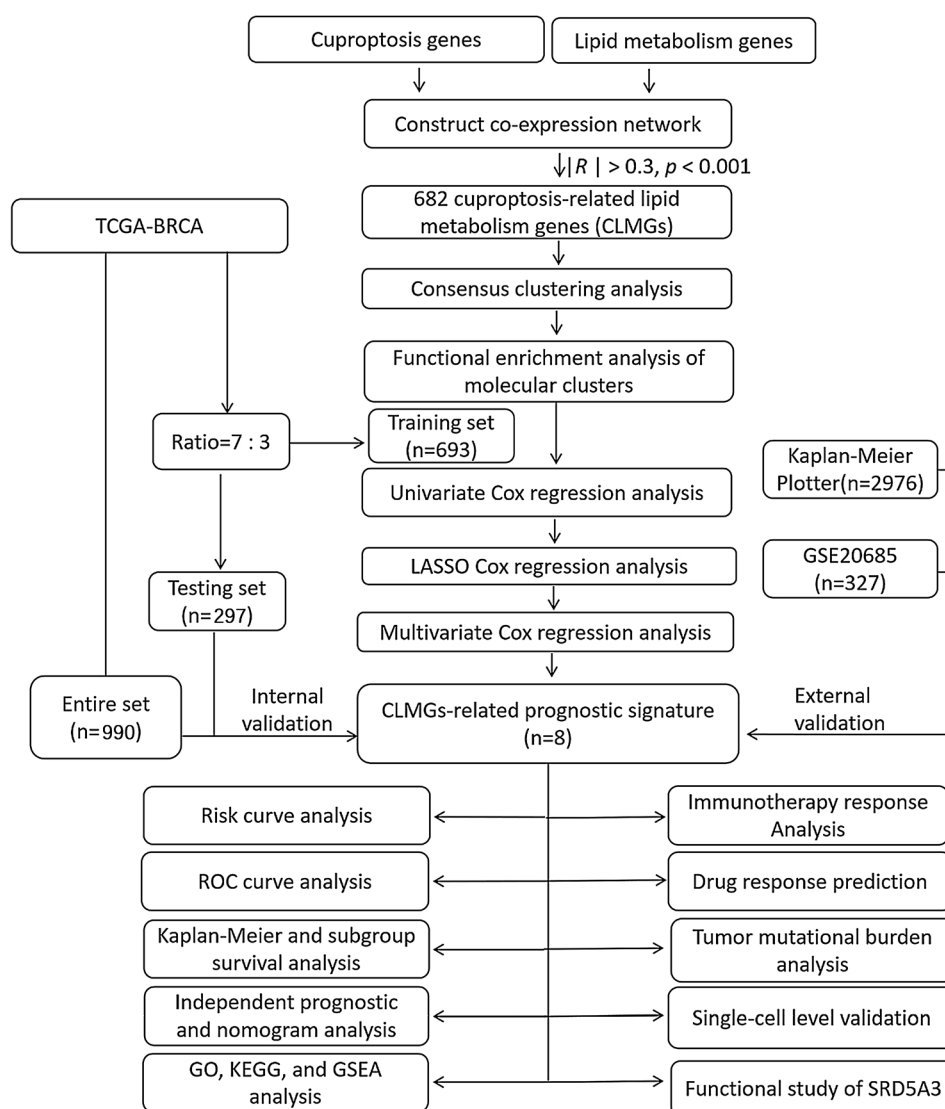 Cuproptosis genes
Lipid metabolism genes
Construct co-expression network
|R | > 0.3, p < 0.001
682 cuproptosis-related lipid
metabolism genes (CLMGs)
TCGA-BRCA
Consensus clustering analysis
Functional enrichment analysis of
molecular clusters
Ratio=7 : 3
Training set
(n=693)
Kaplan-Meier
Plotter(n=2976)
Univariate Cox regression analysis
GSE20685
(n=327)
LASSO Cox regression analysis
Testing set
(n=297)
Multivariate Cox regression analysis
Entire set
(n=990)
Internal
validation
CLMGs-related prognostic signature
(n=8)
External
validation
Risk curve analysis
Immunotherapy response
Analysis
ROC curve analysis
Drug response prediction
Kaplan-Meier and subgroup
survival analysis
Tumor mutational burden
analysis
Independent prognostic
and nomogram analysis
Single-cell level validation
GO, KEGG, and GSEA
analysis
Functional study of SRD5A3